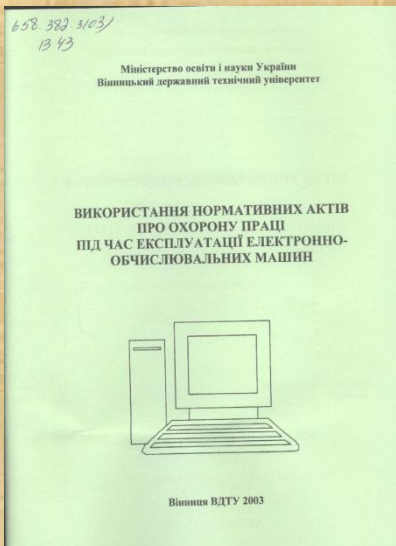 658.382.3(03)
В 43
Міністерство освіти і науки України
Вінницький державний технічний університет
ВИКОРИСТАННЯ НОРМАТИВНИХ АКТІВ
ПРО ОХОРОНУ ПРАЦІ
ПІД ЧАС ЕКСПЛУАТАЦІЇ ЕЛЕКТРОННО-
ОБЧИСЛЮВАЛЬНИХ МАШИН
Вінниця ВДТУ 2003